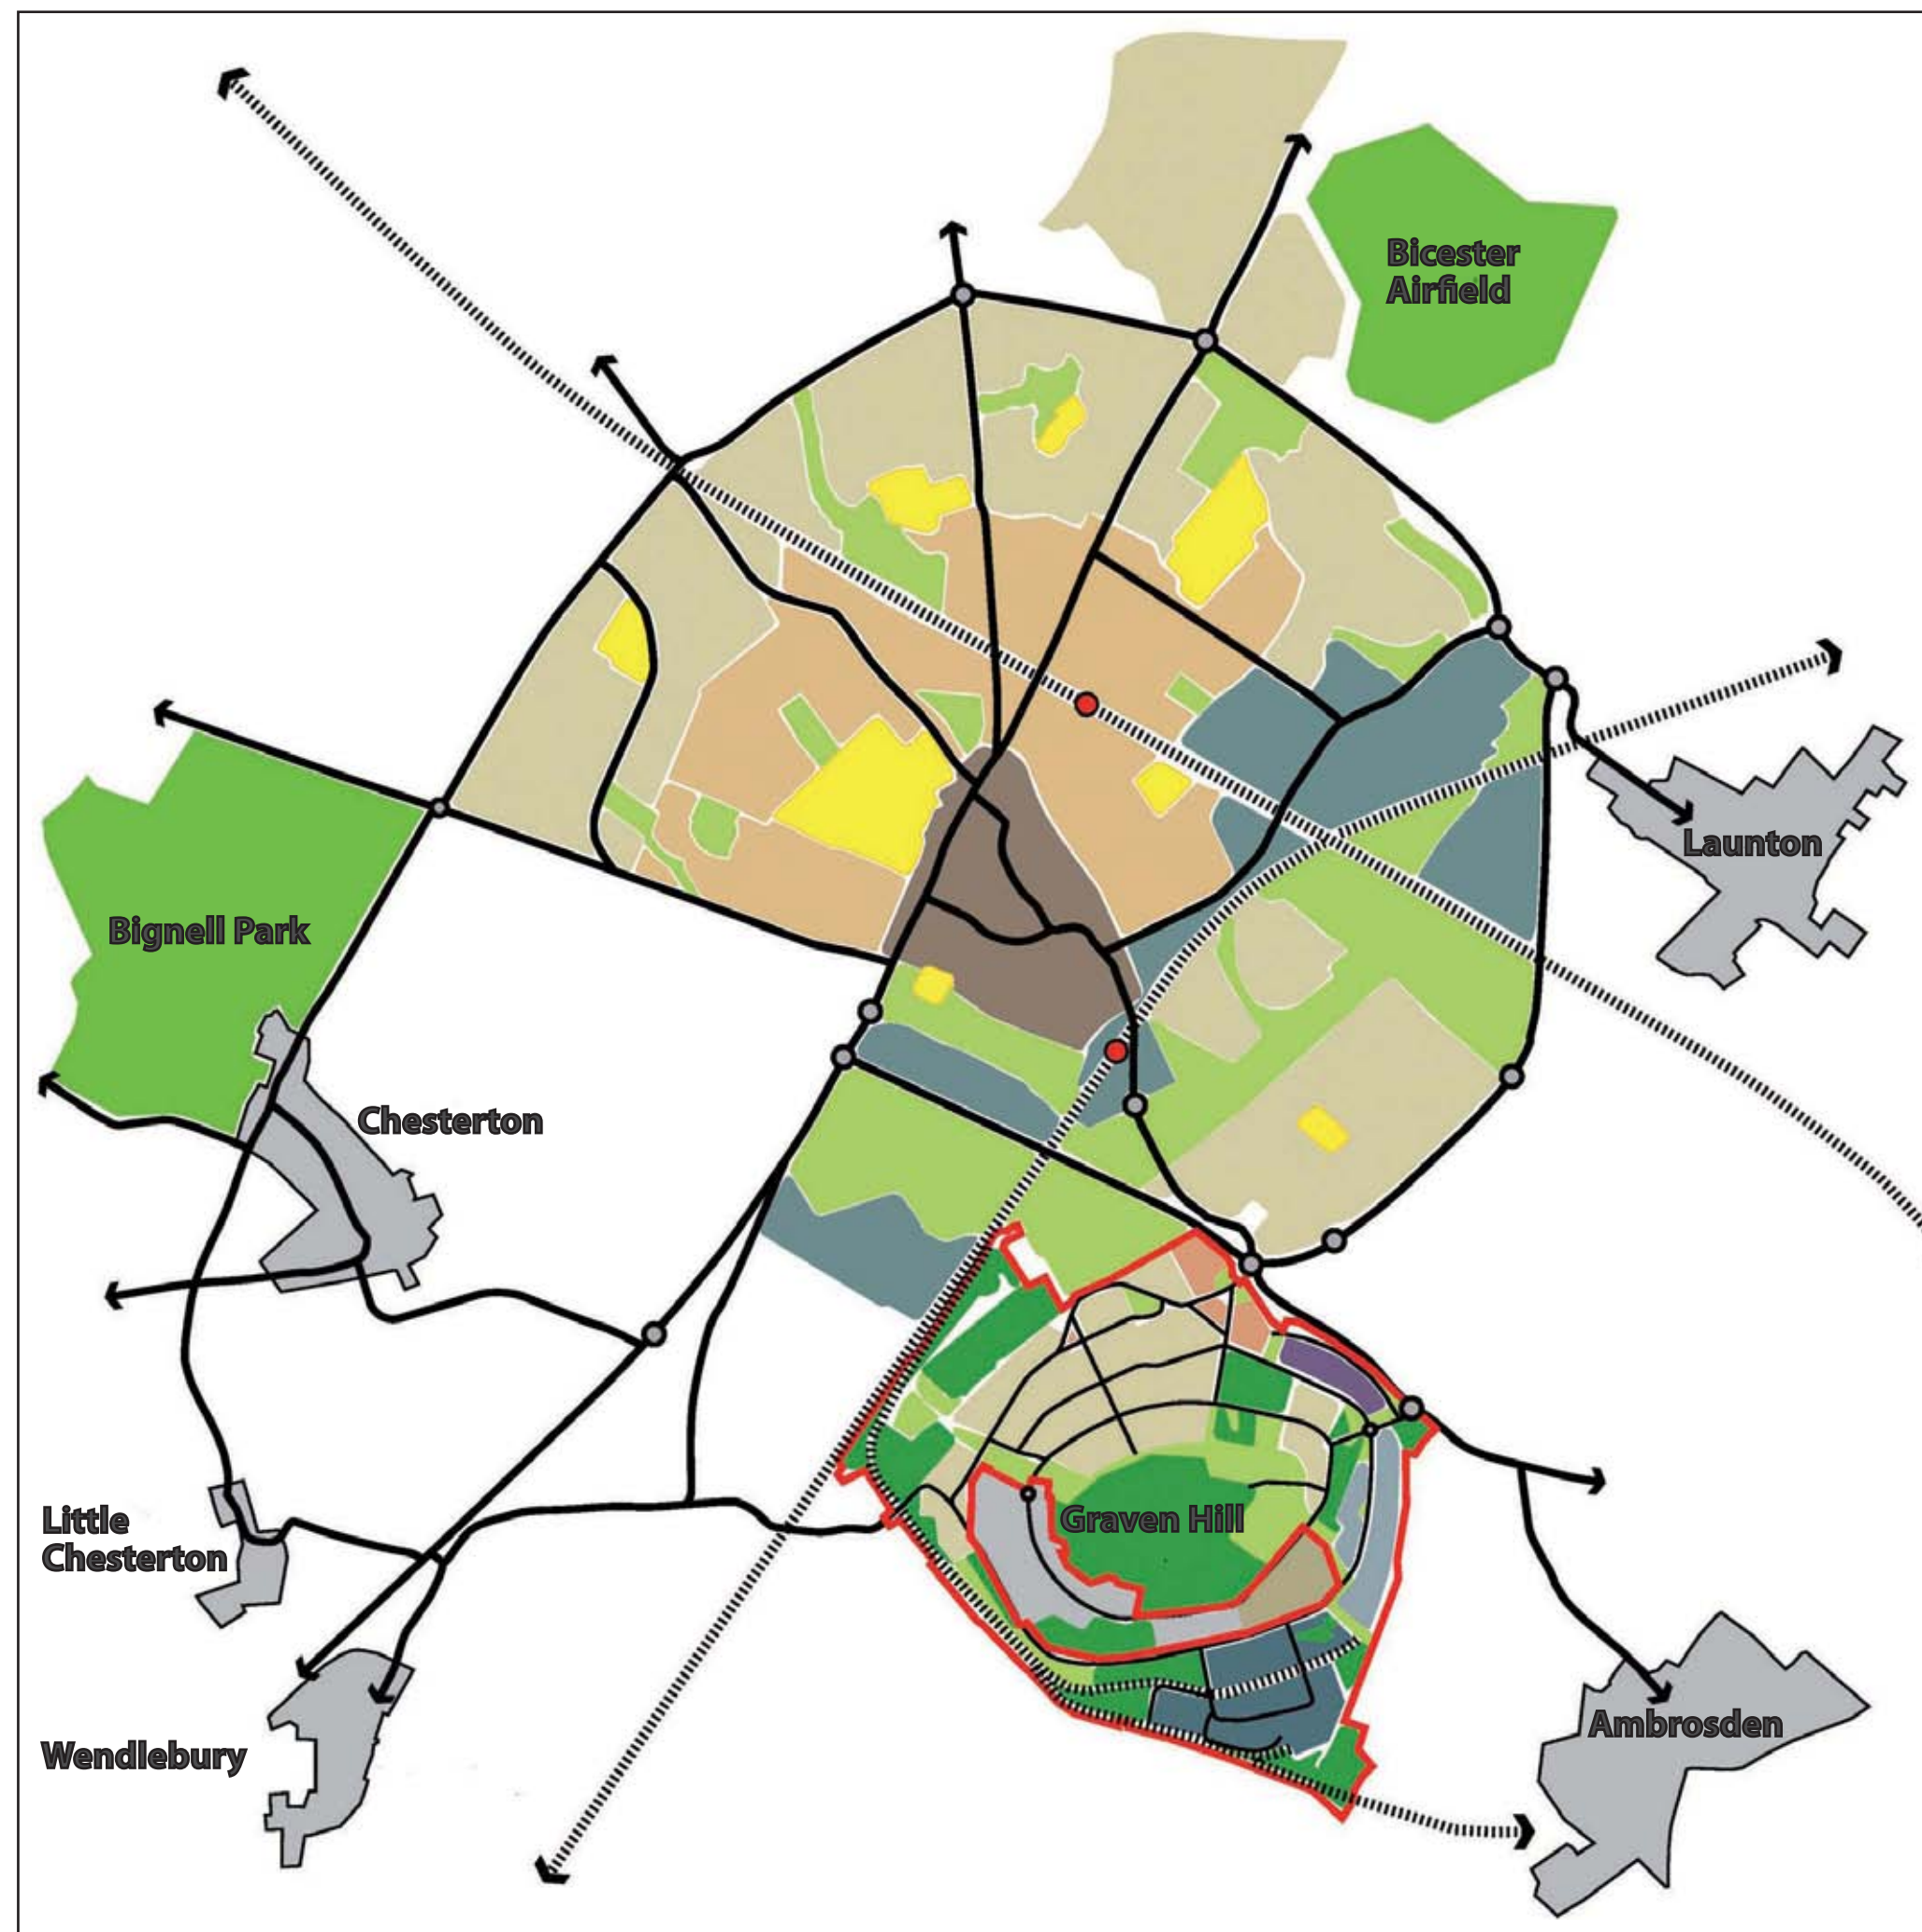 Bicester
Airfield
Launton
Bignell Park
Chesterton
Little
Chesterton
Graven Hill
Wendlebury
Ambrosden